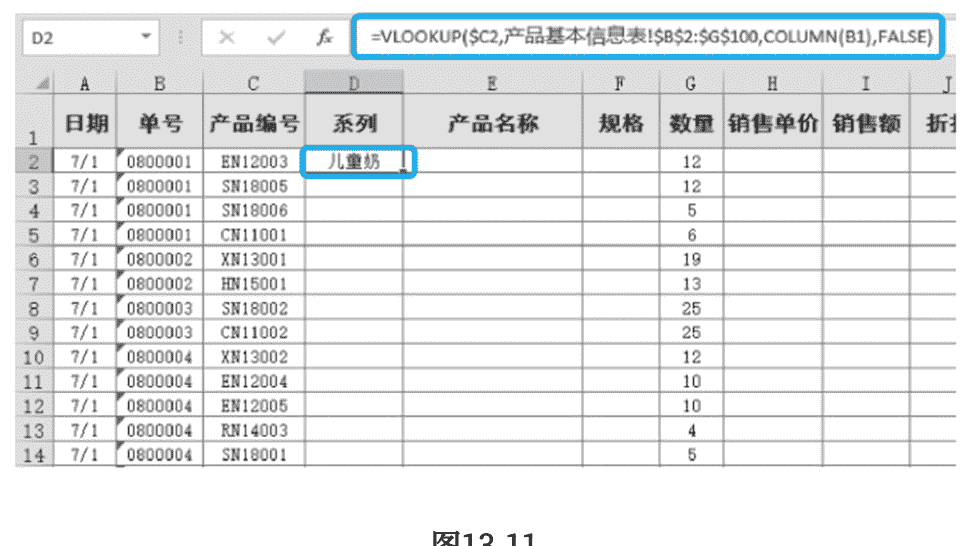 D2 =VLOOKUP($C2,产品基本信息表!$B$2:$G$100,COLUMN(B1),FALSE)
A B C D E F G H I J
1 日期 单号 产品编号 系列 产品名称 规格 数量 销售单价 销售额
2 7/1 0800001 EN12003 儿童奶 12
3 7/1 0800001 SN18005 12
4 7/1 0800001 SN18006 5
5 7/1 0800001 CN11001 6
6 7/1 0800002 XN13001 19
7 7/1 0800002 HN15001 13
8 7/1 0800003 SN18002 25
9 7/1 0800003 CN11002 25
10 7/1 0800004 XN13002 12
11 7/1 0800004 EN12004 10
12 7/1 0800004 EN12005 10
13 7/1 0800004 RN14003 4
14 7/1 0800004 SN18001 5
图13.11